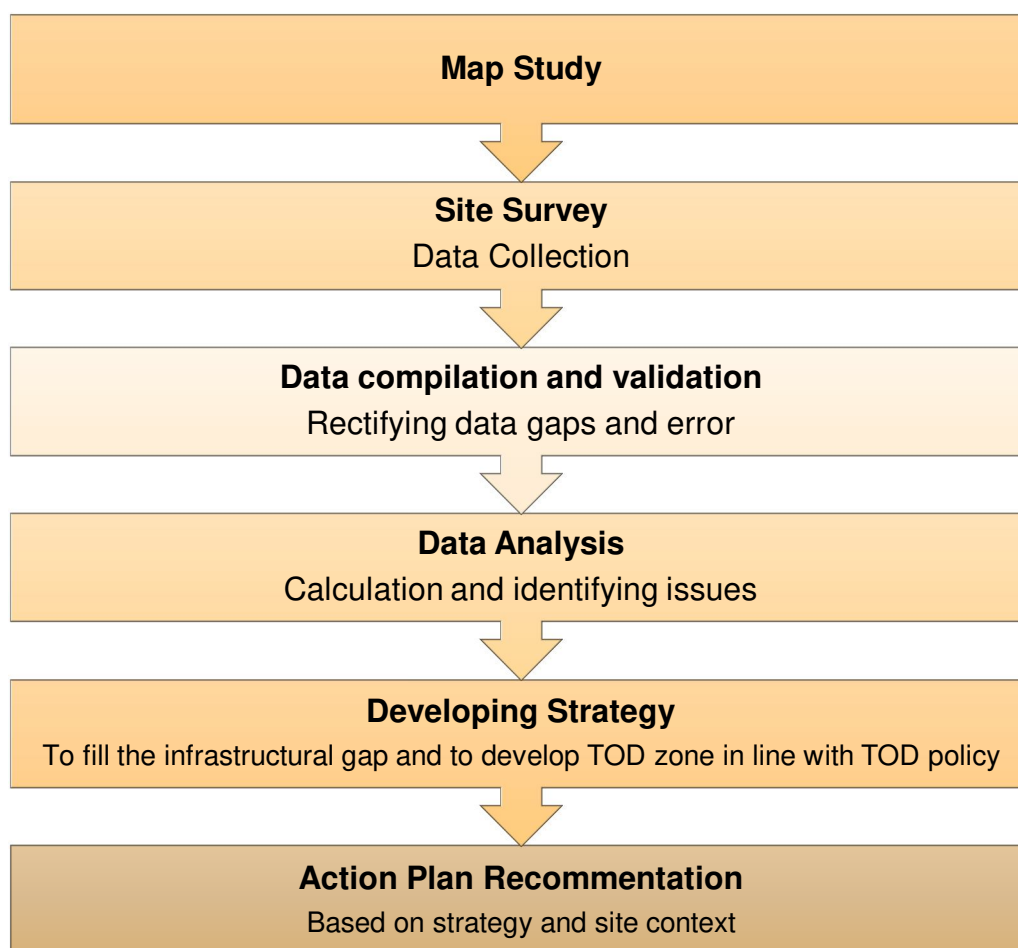 Map Study
Site Survey
Data Collection
Data compilation and validation
Rectifying data gaps and error
Data Analysis
Calculation and identifying issues
Developing Strategy
To fill the infrastructural gap and to develop TOD zone in line with TOD policy
Action Plan Recommentation
Based on strategy and site context